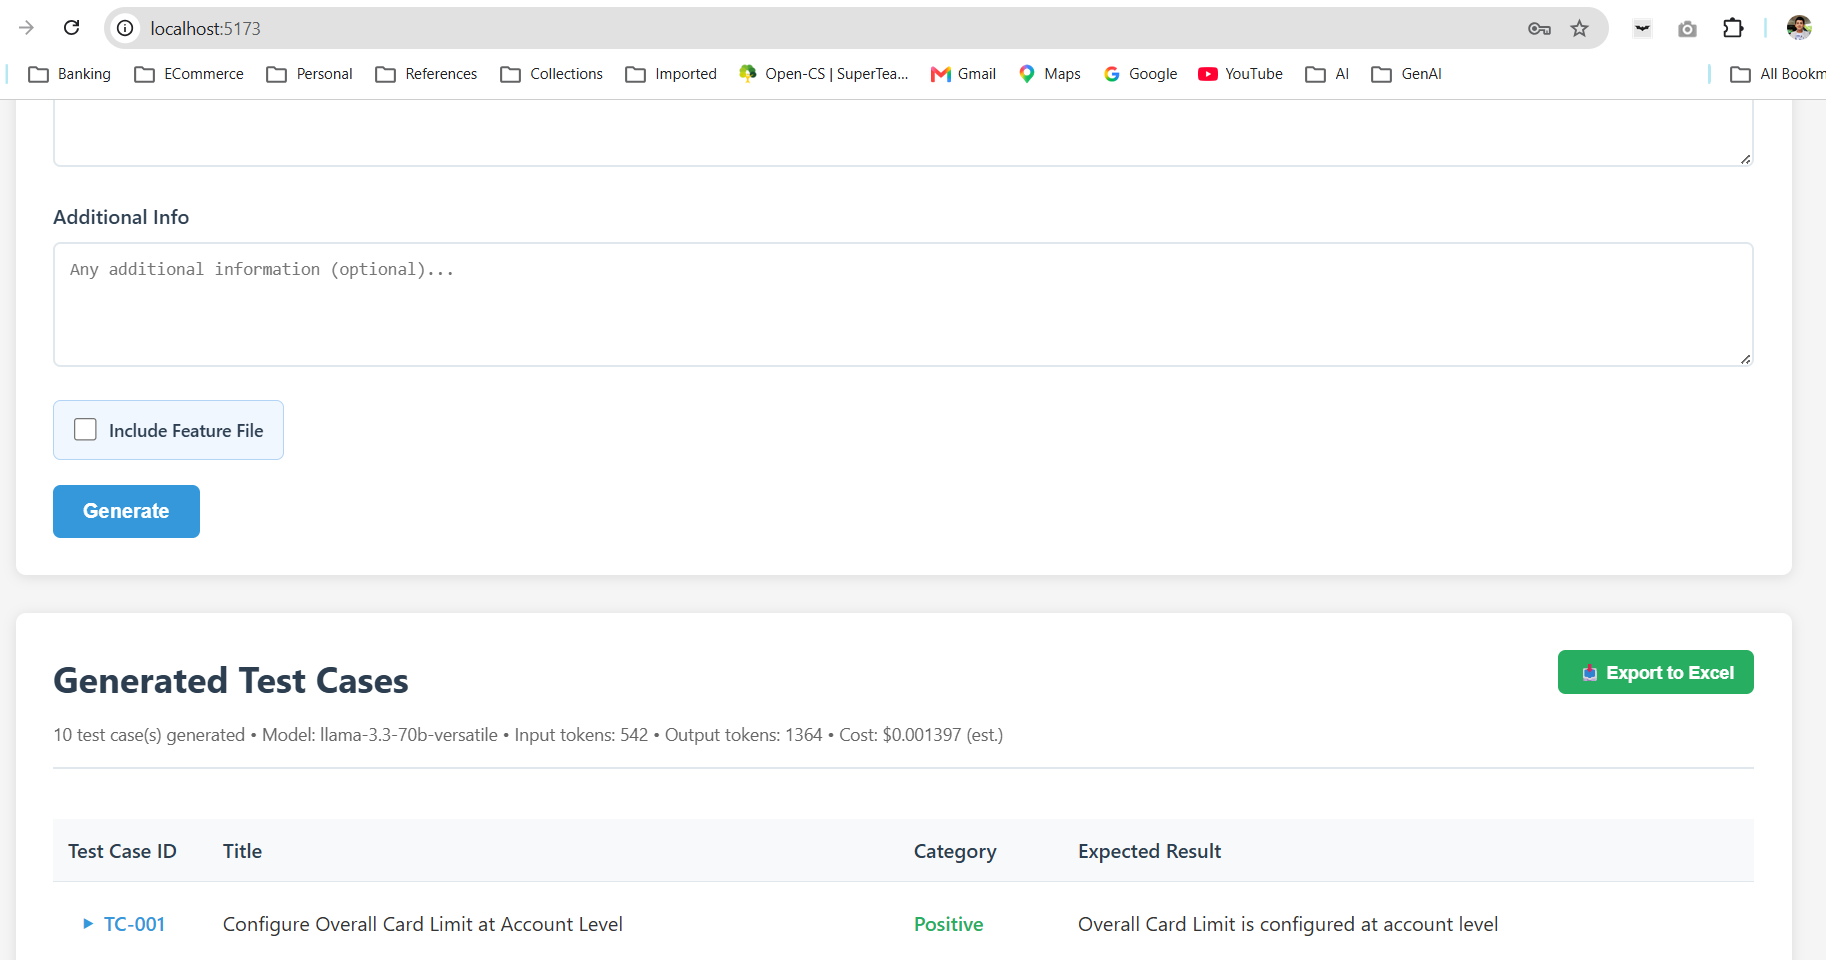 localhost:5173
Banking ECommerce Personal References Collections Imported Open-CS | SuperTea... Gmail Maps Google YouTube AI GenAI All Bookm
Additional Info
Any additional information (optional)...
Include Feature File
Generate
Generated Test Cases
Export to Excel
10 test case(s) generated • Model: llama-3.3-70b-versatile • Input tokens: 542 • Output tokens: 1364 • Cost: $0.001397 (est.)
Test Case ID Title Category Expected Result
TC-001 Configure Overall Card Limit at Account Level Positive Overall Card Limit is configured at account level